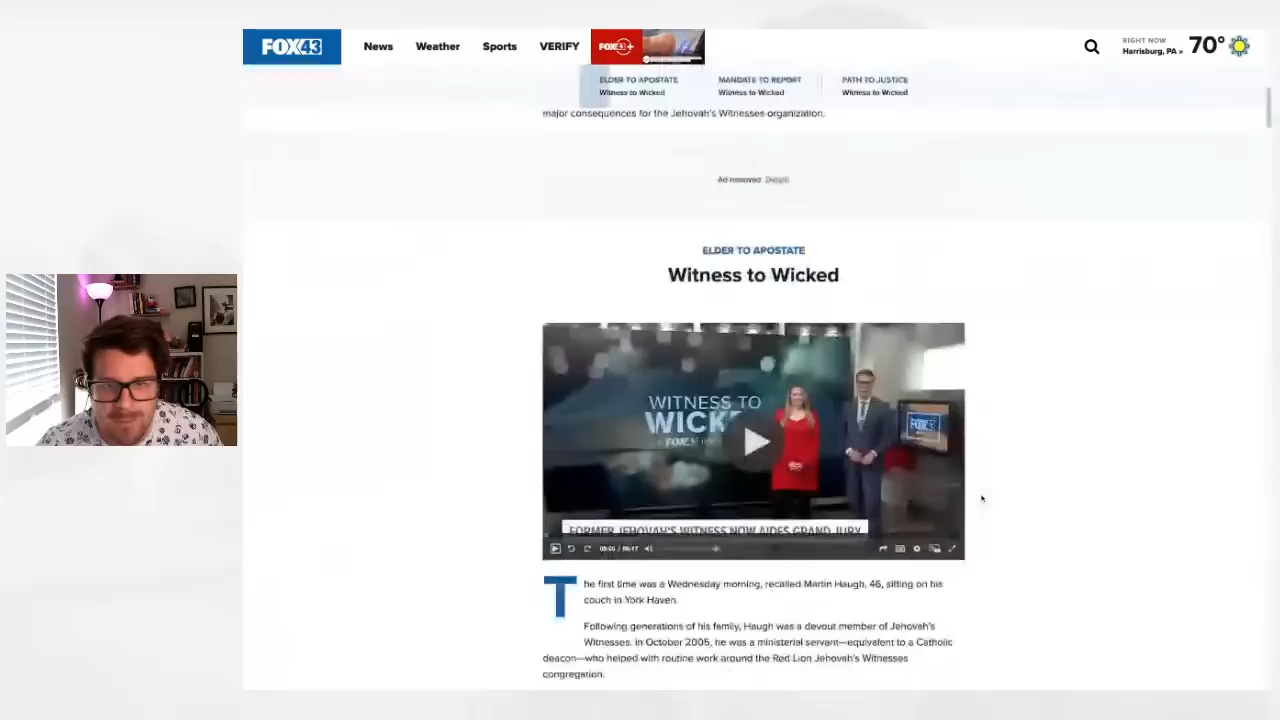 FOX43
News
Weather
Sports
VERIFY
FOX43+
RIGHT NOW
Harrisburg, PA »
70°
ELDER TO APOSTATE
Witness to Wicked
MANDATE TO REPORT
Witness to Wicked
PATH TO JUSTICE
Witness to Wicked
major consequences for the Jehovah's Witnesses organization.
Ad removed. Details
ELDER TO APOSTATE
Witness to Wicked
WITNESS TO
WICK
FOX43
FORMER JEHOVAH'S WITNESS NOW AIDES GRAND JURY
The first time was a Wednesday morning, recalled Martin Haugh, 46, sitting on his
couch in York Haven.
Following generations of his family, Haugh was a devout member of Jehovah's
Witnesses. In October 2005, he was a ministerial servant—equivalent to a Catholic
deacon—who helped with routine work around the Red Lion Jehovah's Witnesses
congregation.